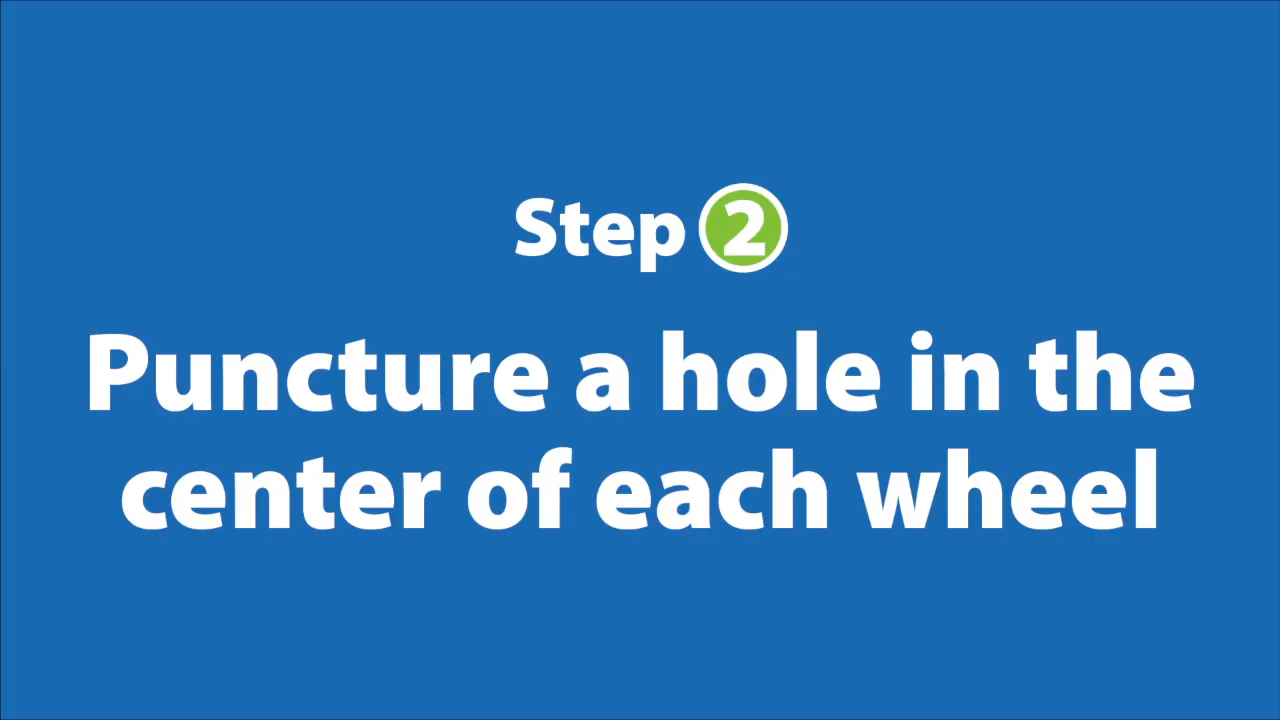 Step 2
Puncture a hole in the
center of each wheel